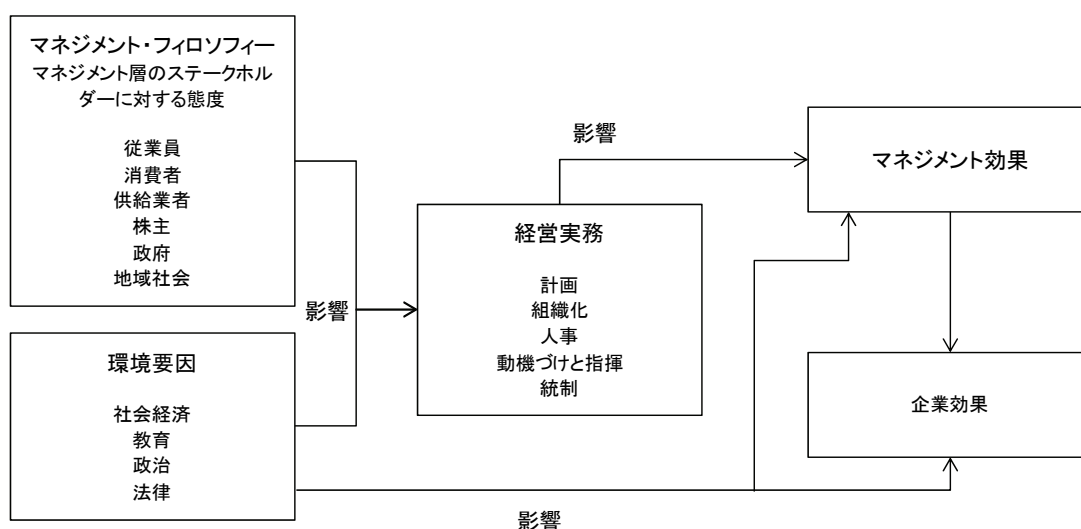 マネジメント・フィロソフィー
マネジメント層のステークホル
ダーに対する態度
従業員
消費者
供給業者
株主
政府
地域社会
環境要因
社会経済
教育
政治
法律
影響
経営実務
計画
組織化
人事
動機づけと指揮
統制
影響
マネジメント効果
企業効果
影響